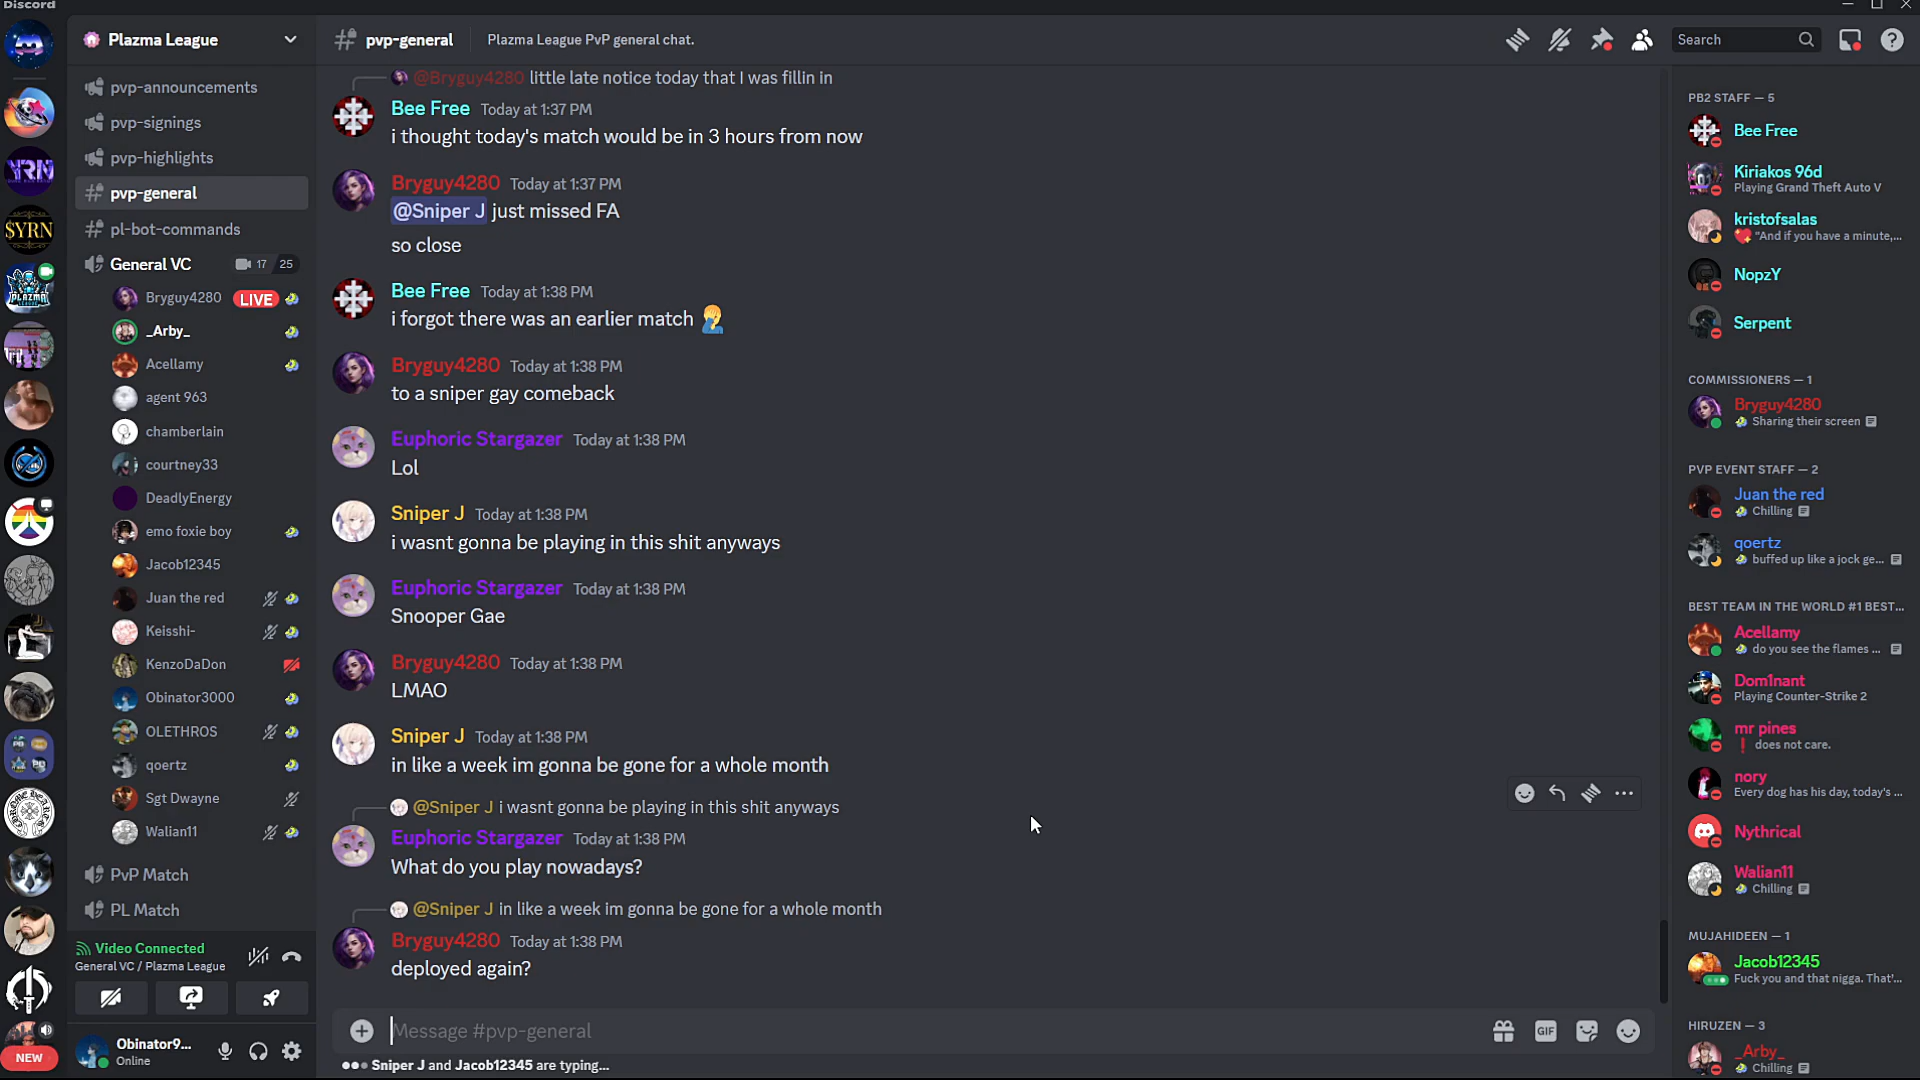 Discord
Plazma League
pvp-general
Plazma League PvP general chat.
Search
pvp-announcements
pvp-signings
pvp-highlights
pvp-general
pl-bot-commands
General VC 17 25
Bryguy4280 LIVE
_Arby_
Acellamy
agent 963
chamberlain
courtney33
DeadlyEnergy
emo foxie boy
Jacob12345
Juan the red
Keisshi-
KenzoDaDon
Obinator3000
OLETHROS
qoertz
Sgt Dwayne
Walian11
PvP Match
PL Match
Video Connected
General VC / Plazma League
Obinator9...
Online
YRN
$YRN
PLAZMA
NEW
@Bryguy4280 little late notice today that I was fillin in
Bee Free Today at 1:37 PM
i thought today's match would be in 3 hours from now
Bryguy4280 Today at 1:37 PM
@Sniper J just missed FA
so close
Bee Free Today at 1:38 PM
i forgot there was an earlier match
Bryguy4280 Today at 1:38 PM
to a sniper gay comeback
Euphoric Stargazer Today at 1:38 PM
Lol
Sniper J Today at 1:38 PM
i wasnt gonna be playing in this shit anyways
Euphoric Stargazer Today at 1:38 PM
Snooper Gae
Bryguy4280 Today at 1:38 PM
LMAO
Sniper J Today at 1:38 PM
in like a week im gonna be gone for a whole month
@Sniper J i wasnt gonna be playing in this shit anyways
Euphoric Stargazer Today at 1:38 PM
What do you play nowadays?
@Sniper J in like a week im gonna be gone for a whole month
Bryguy4280 Today at 1:38 PM
deployed again?
Message #pvp-general
GIF
Sniper J and Jacob12345 are typing...
PB2 STAFF — 5
Bee Free
Kiriakos 96d
Playing Grand Theft Auto V
kristofsalas
"And if you have a minute,...
NopzY
Serpent
COMMISSIONERS — 1
Bryguy4280
Sharing their screen
PVP EVENT STAFF — 2
Juan the red
Chilling
qoertz
buffed up like a jock ge...
BEST TEAM IN THE WORLD #1 BEST...
Acellamy
do you see the flames ...
Dom1nant
Playing Counter-Strike 2
mr pines
does not care.
nory
Every dog has his day, today's ...
Nythrical
Walian11
Chilling
MUJAHIDEEN — 1
Jacob12345
Fuck you and that nigga. That'...
HIRUZEN — 3
_Arby_
Chilling